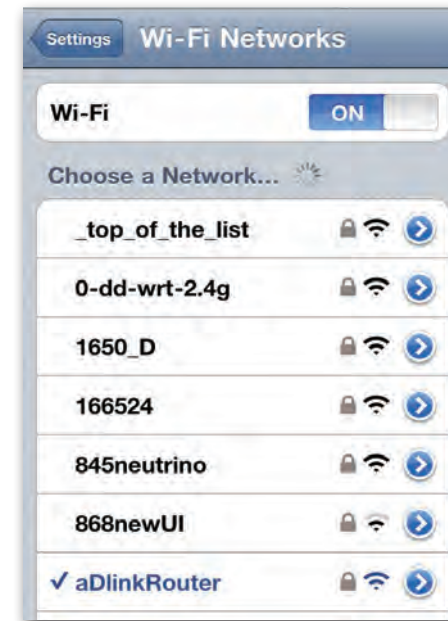 Settings
Wi-Fi Networks
Wi-Fi ON
Choose a Network...
_top_of_the_list
0-dd-wrt-2.4g
1650_D
166524
845neutrino
868newUI
aDlinkRouter